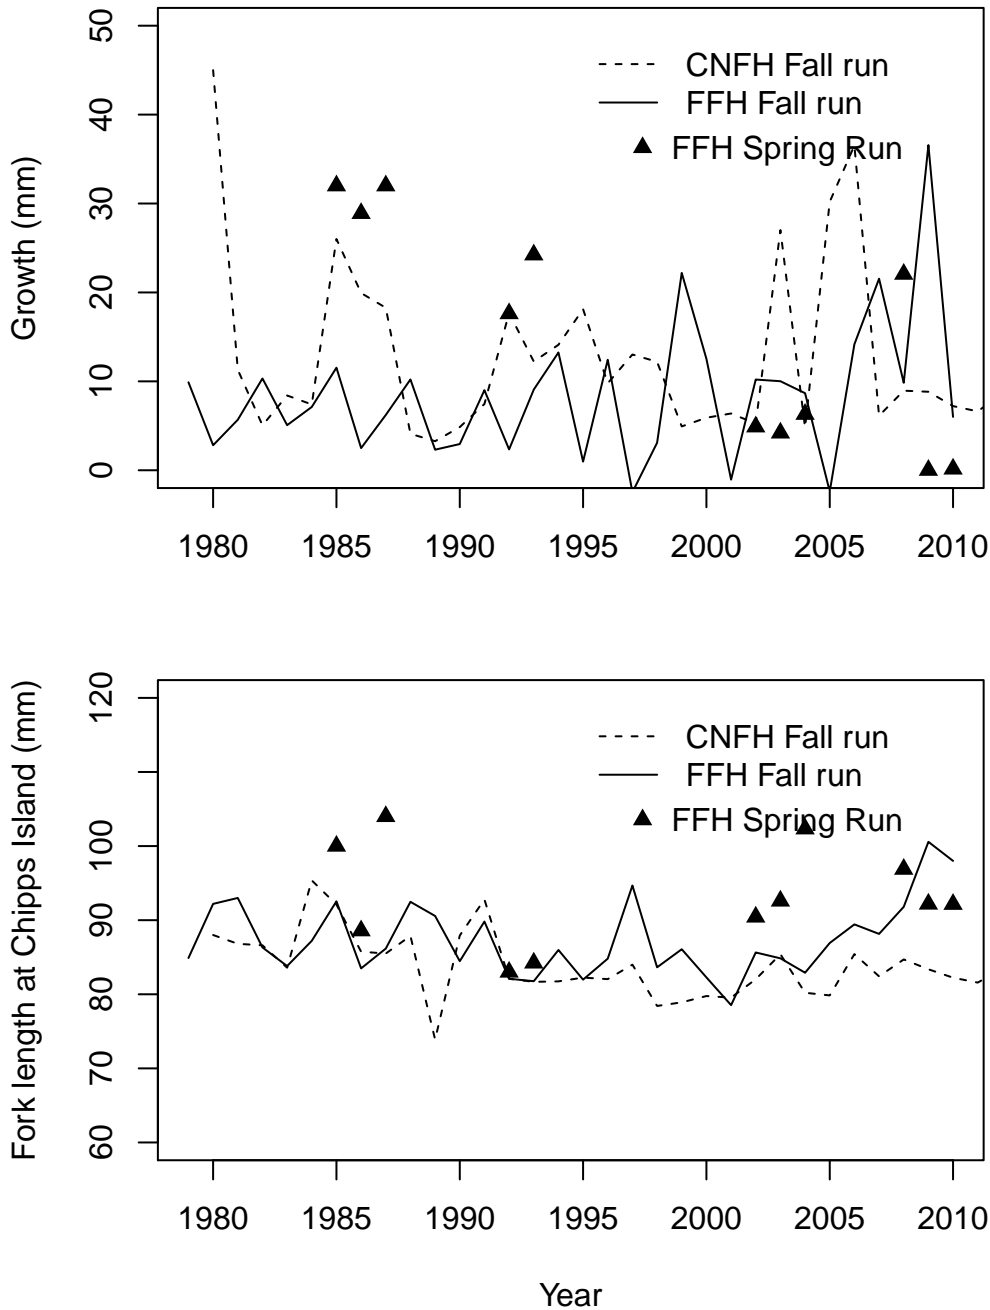 Growth (mm)
50
40
30
20
10
0
CNFH Fall run
FFH Fall run
FFH Spring Run
1980 1985 1990 1995 2000 2005 2010
Fork length at Chipps Island (mm)
120
100
90
80
70
60
CNFH Fall run
FFH Fall run
FFH Spring Run
1980 1985 1990 1995 2000 2005 2010
Year